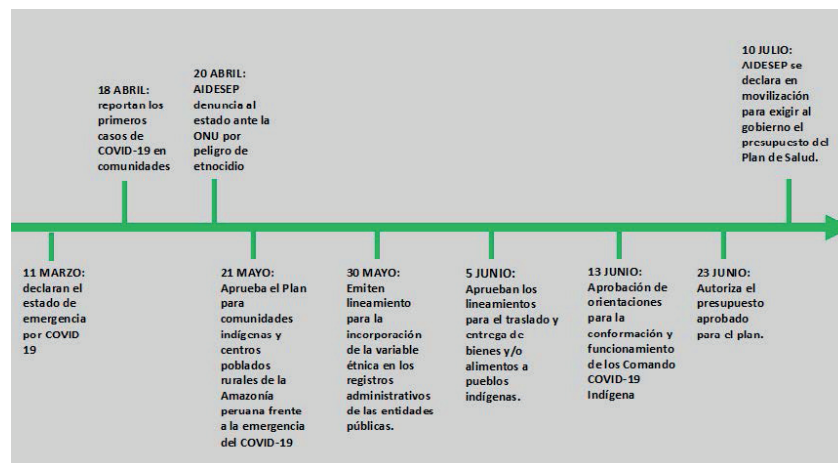 18 ABRIL:
reportan los
primeros
casos de
COVID-19 en
comunidades
20 ABRIL:
AIDESEP
denuncia al
estado ante la
ONU por
peligro de
etnocidio
10 JULIO:
AIDESEP se
declara en
movilización
para exigir al
gobierno el
presupuesto del
Plan de Salud.
11 MARZO:
declaran el
estado de
emergencia
por COVID
19
21 MAYO:
Aprueba el Plan
para
comunidades
indígenas y
centros
poblados
rurales de la
Amazonía
peruana frente
a la emergencia
del COVID-19
30 MAYO:
Emiten
lineamiento
para la
incorporación
de la variable
étnica en los
registros
administrativos
de las entidades
públicas.
5 JUNIO:
Aprueban los
lineamientos
para el traslado y
entrega de
bienes y/o
alimentos a
pueblos
indígenas.
13 JUNIO:
Aprobación de
orientaciones
para la
conformación y
funcionamiento
de los Comando
COVID-19
Indígena
23 JUNIO:
Autoriza el
presupuesto
aprobado
para el plan.